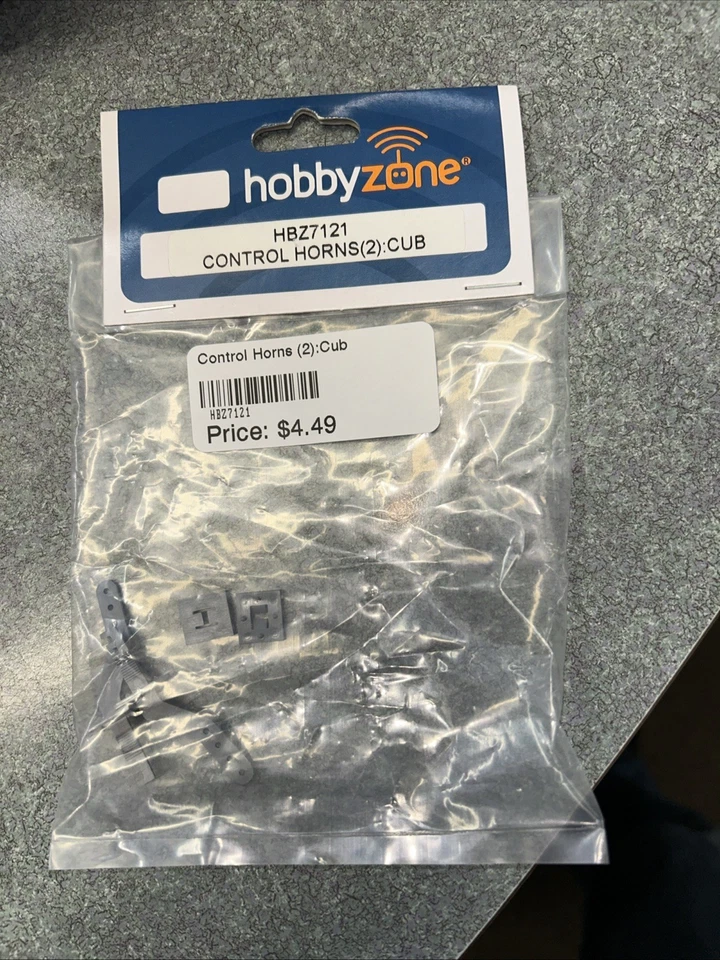 hobbyzone®
HBZ7121
CONTROL HORNS(2):CUB
Control Horns (2):Cub
HBZ7121
Price: $4.49